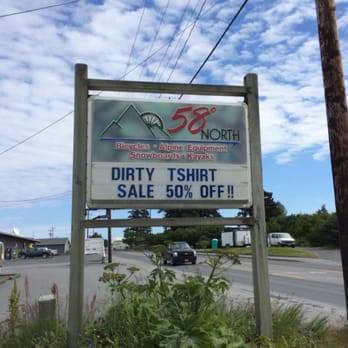 58°
NORTH
Bicycles • Alpine Equipment
Snowboards • Kayaks
DIRTY TSHIRT
SALE 50% OFF!!